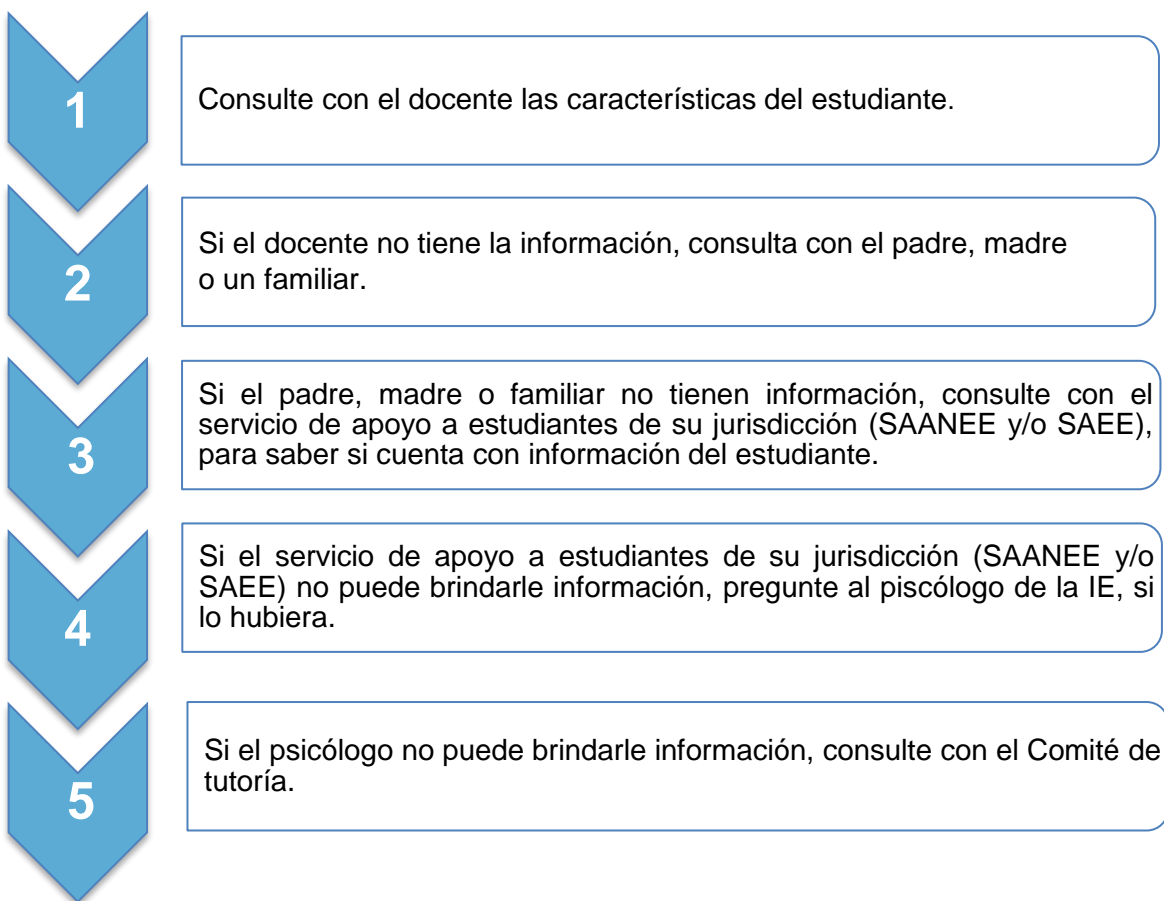 1
Consulte con el docente las características del estudiante.
2
Si el docente no tiene la información, consulta con el padre, madre
o un familiar.
3
Si el padre, madre o familiar no tienen información, consulte con el
servicio de apoyo a estudiantes de su jurisdicción (SAANEE y/o SAEE),
para saber si cuenta con información del estudiante.
4
Si el servicio de apoyo a estudiantes de su jurisdicción (SAANEE y/o
SAEE) no puede brindarle información, pregunte al piscólogo de la IE, si
lo hubiera.
5
Si el psicólogo no puede brindarle información, consulte con el Comité de
tutoría.